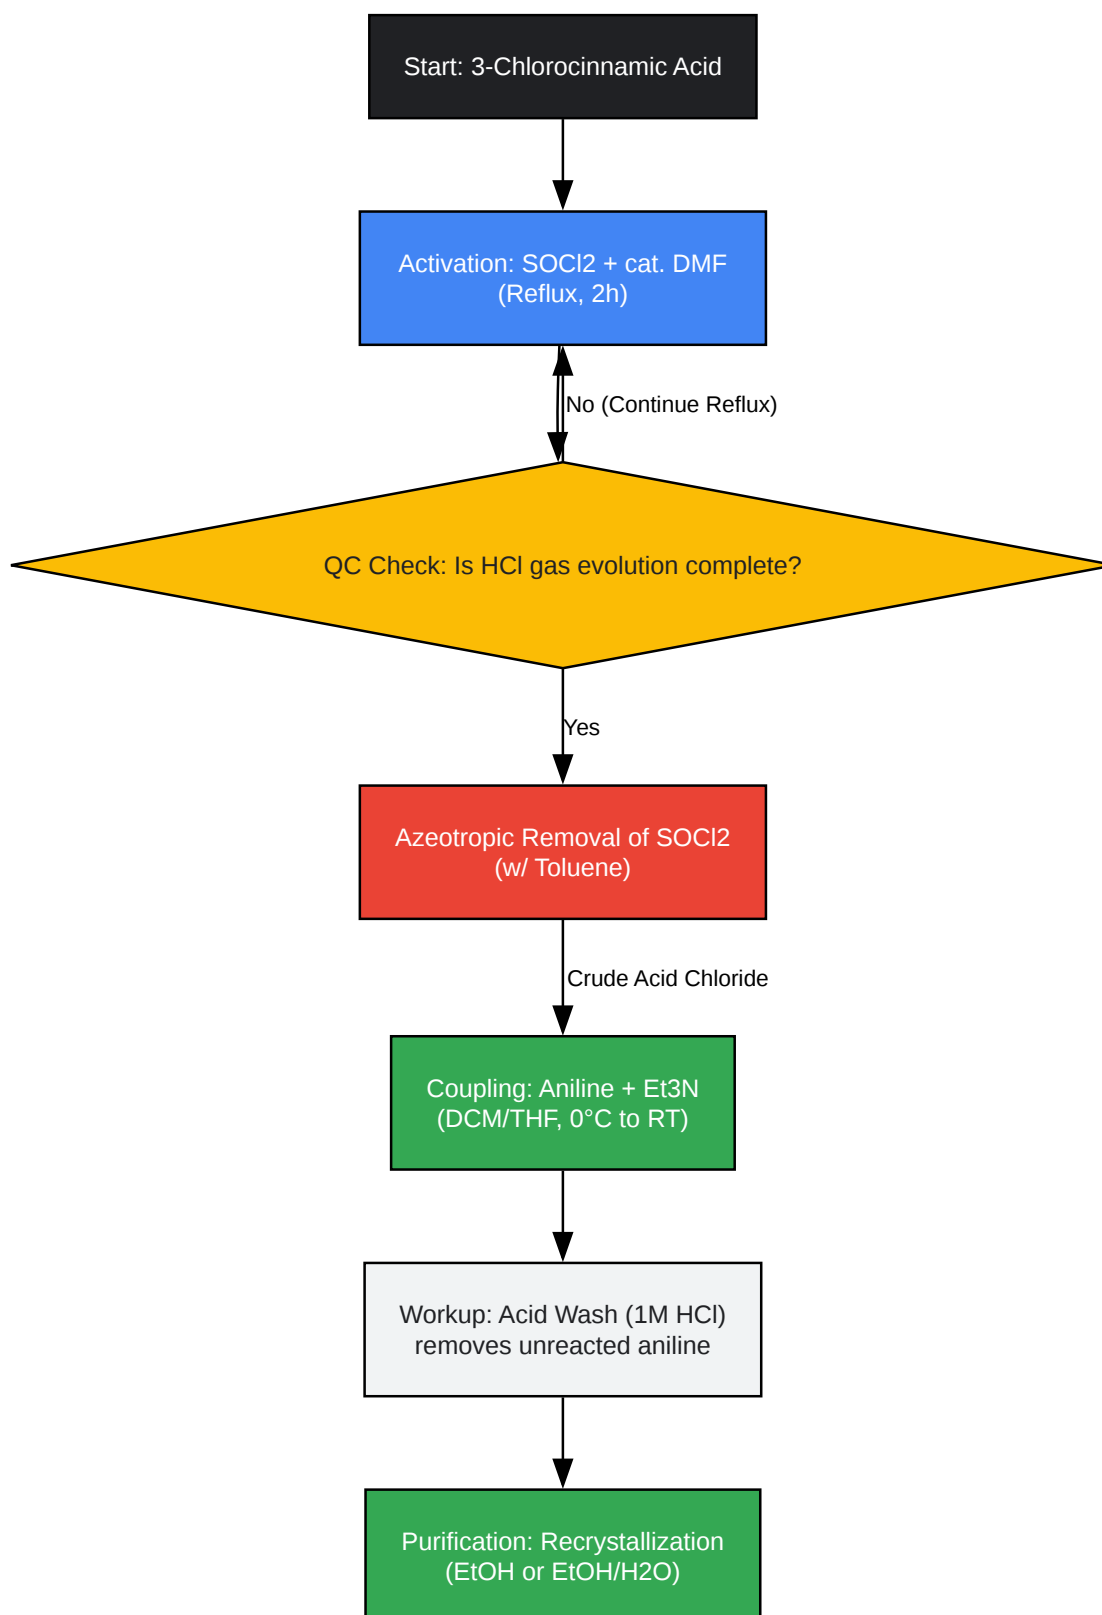 Start: 3-Chlorocinnamic Acid
Activation: SOCl2 + cat. DMF
(Reflux, 2h)
No (Continue Reflux)
QC Check: Is HCl gas evolution complete?
Yes
Azeotropic Removal of SOCl2
(w/ Toluene)
Crude Acid Chloride
Coupling: Aniline + Et3N
(DCM/THF, 0°C to RT)
Workup: Acid Wash (1M HCl)
removes unreacted aniline
Purification: Recrystallization
(EtOH or EtOH/H2O)